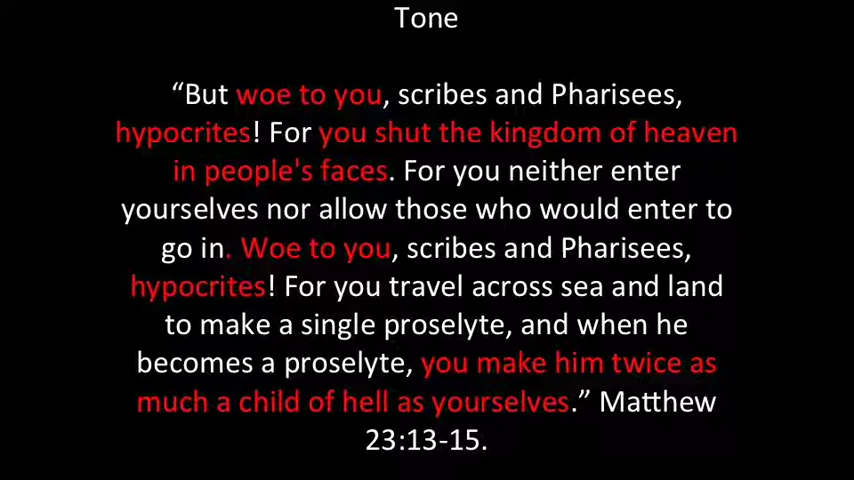 Tone
“But woe to you, scribes and Pharisees,
hypocrites! For you shut the kingdom of heaven
in people's faces. For you neither enter
yourselves nor allow those who would enter to
go in. Woe to you, scribes and Pharisees,
hypocrites! For you travel across sea and land
to make a single proselyte, and when he
becomes a proselyte, you make him twice as
much a child of hell as yourselves.” Matthew
23:13-15.